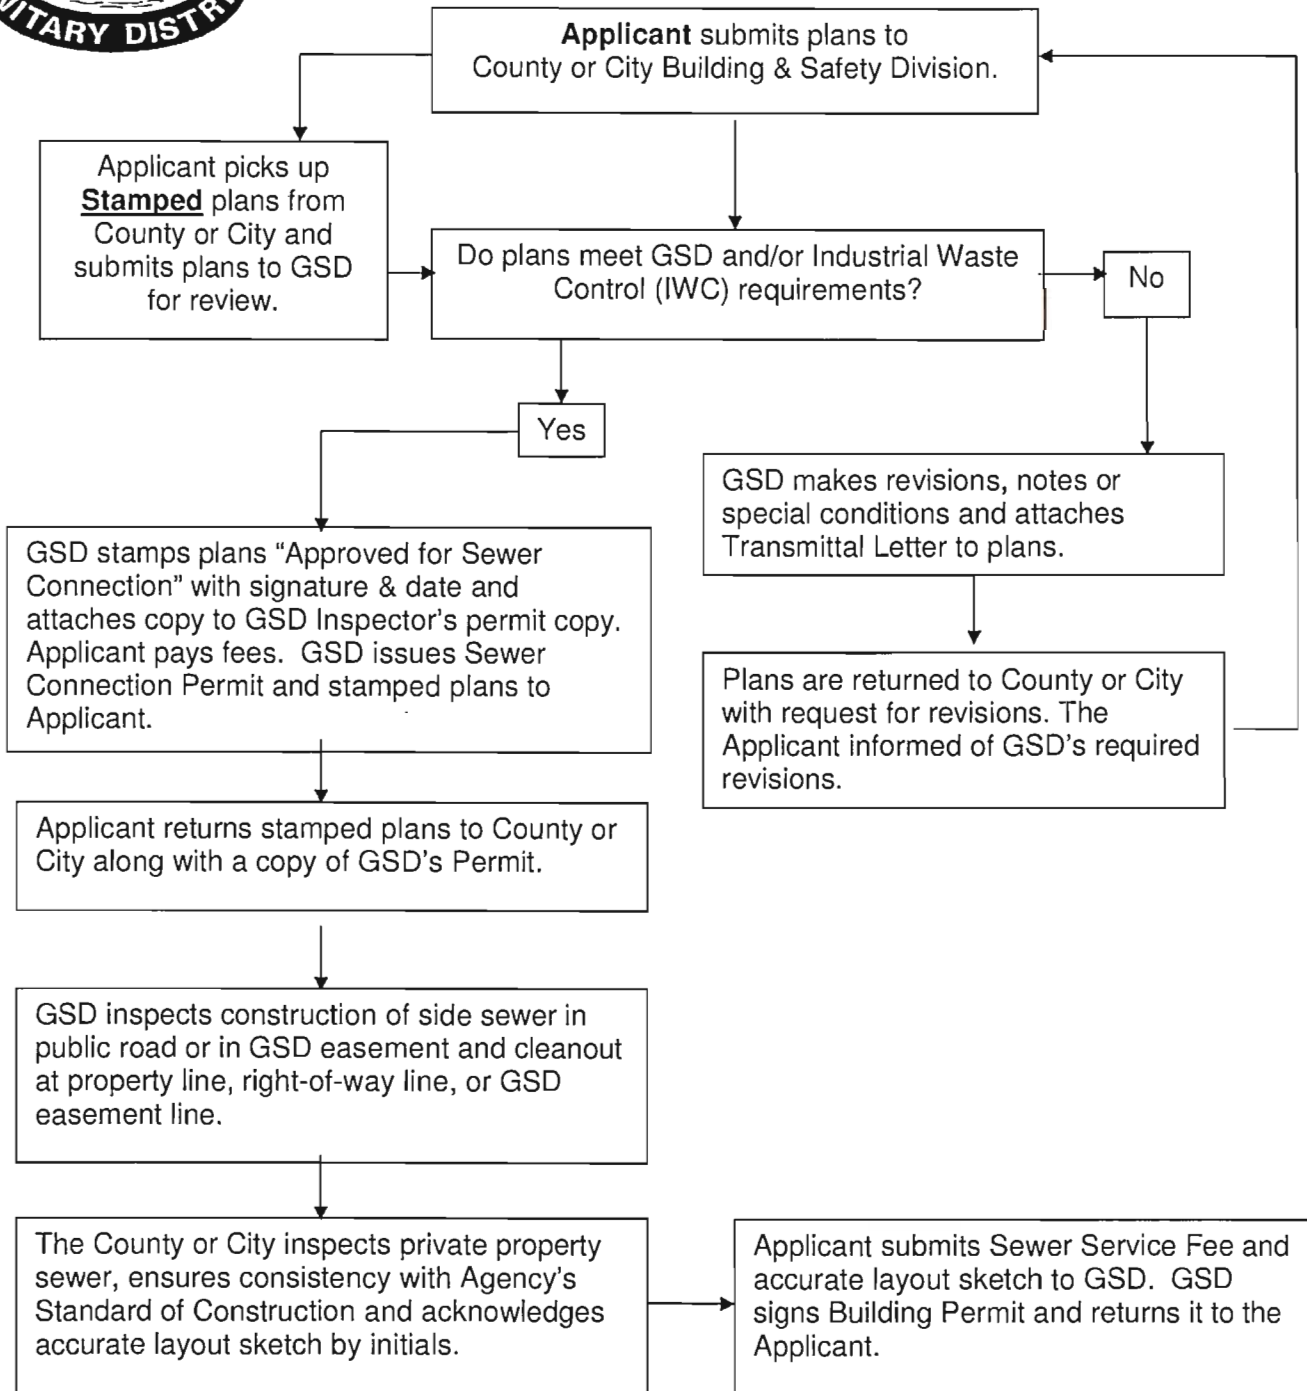 SANITARY DISTRI
Applicant submits plans to
County or City Building & Safety Division.
Applicant picks up
Stamped plans from
County or City and
submits plans to GSD
for review.
Do plans meet GSD and/or Industrial Waste
Control (IWC) requirements?
No
Yes
GSD makes revisions, notes or
special conditions and attaches
Transmittal Letter to plans.
GSD stamps plans “Approved for Sewer
Connection” with signature & date and
attaches copy to GSD Inspector’s permit copy.
Applicant pays fees. GSD issues Sewer
Connection Permit and stamped plans to
Applicant.
Plans are returned to County or City
with request for revisions. The
Applicant informed of GSD’s required
revisions.
Applicant returns stamped plans to County or
City along with a copy of GSD’s Permit.
GSD inspects construction of side sewer in
public road or in GSD easement and cleanout
at property line, right-of-way line, or GSD
easement line.
The County or City inspects private property
sewer, ensures consistency with Agency’s
Standard of Construction and acknowledges
accurate layout sketch by initials.
Applicant submits Sewer Service Fee and
accurate layout sketch to GSD. GSD
signs Building Permit and returns it to the
Applicant.